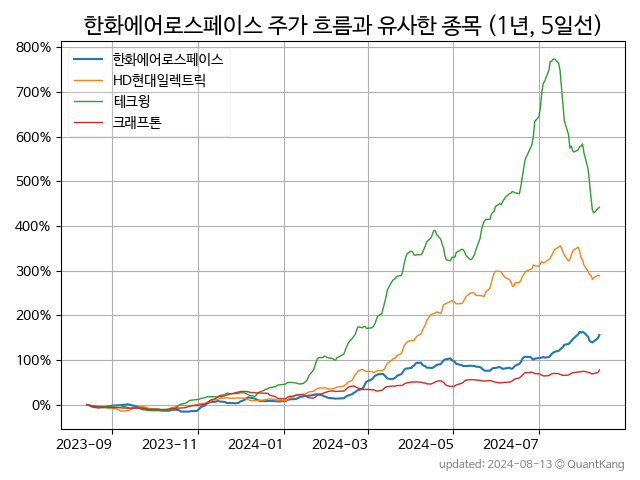 한화에어로스페이스 주가 흐름과 유사한 종목 (1년, 5일선)
800%
700%
600%
500%
400%
300%
200%
100%
0%
한화에어로스페이스
HD현대일렉트릭
테크윙
크래프톤
2023-09 2023-11 2024-01 2024-03 2024-05 2024-07
updated: 2024-08-13 © QuantKang